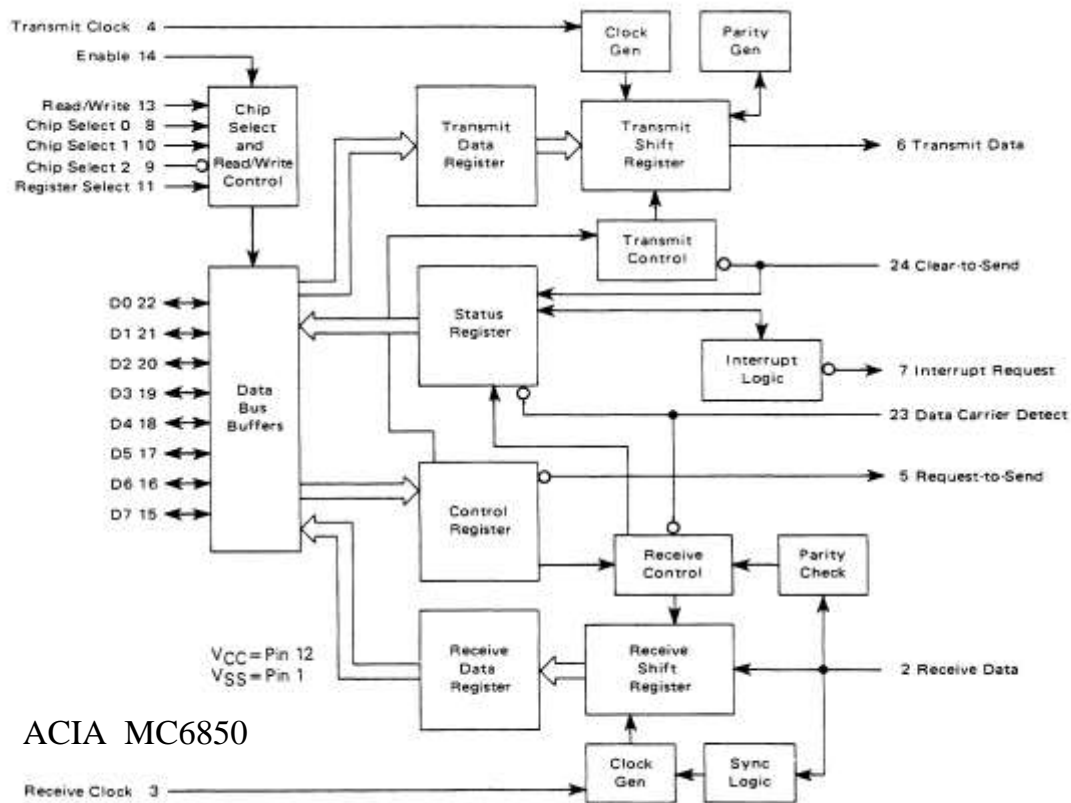 Transmit Clock 4
Clock
Gen
Parity
Gen
Enable 14
Read/Write 13
Chip Select 0 8
Chip Select 1 10
Chip Select 2 9
Register Select 11
Chip
Select
and
Read/Write
Control
Transmit
Data
Register
Transmit
Shift
Register
6 Transmit Data
Transmit
Control
24 Clear-to-Send
D0 22
D1 21
D2 20
D3 19
D4 18
D5 17
D6 16
D7 15
Data
Bus
Buffers
Status
Register
Interrupt
Logic
7 Interrupt Request
23 Data Carrier Detect
Control
Register
5 Request-to-Send
Receive
Control
Parity
Check
VCC = Pin 12
VSS = Pin 1
Receive
Data
Register
Receive
Shift
Register
2 Receive Data
ACIA MC6850
Receive Clock 3
Clock
Gen
Sync
Logic